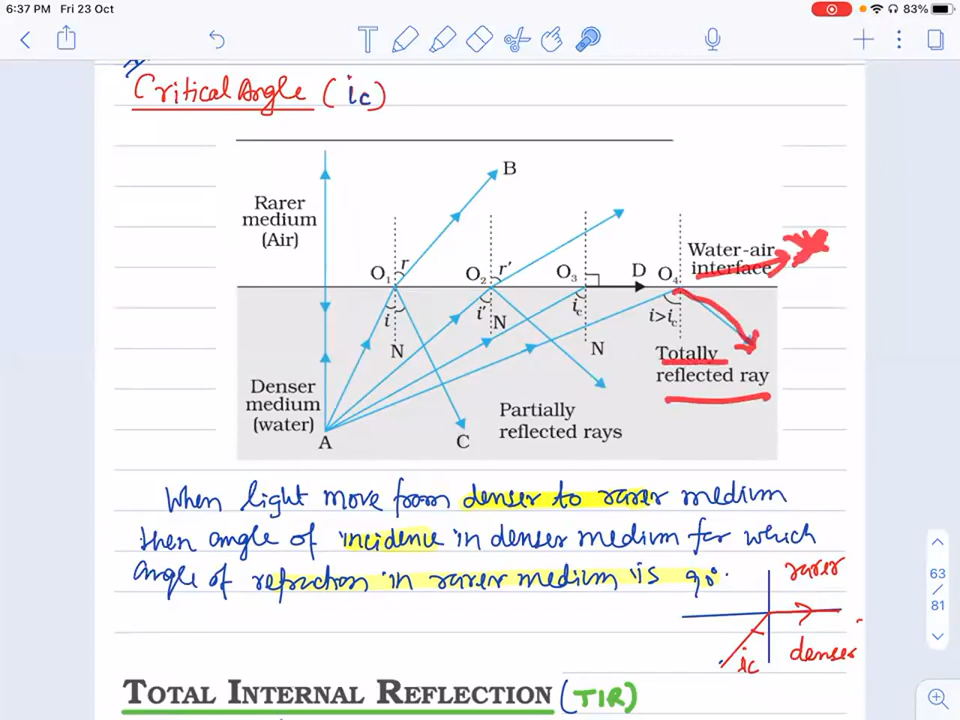 6:37 PM Fri 23 Oct
83%
Critical Angle (ic)
B
Rarer
medium
(Air)
Water-air
interface
O1 r
O2 r'
O3
D O4
i
i'
ic
i>ic
N
N
N
Totally
reflected ray
Denser
medium
(water)
Partially
reflected rays
A
C
When light move from denser to rarer medium
then angle of incidence in denser medium for which
angle of refraction in rarer medium is 90°.
rarer
ic
denser
63
/
81
TOTAL INTERNAL REFLECTION (TIR)